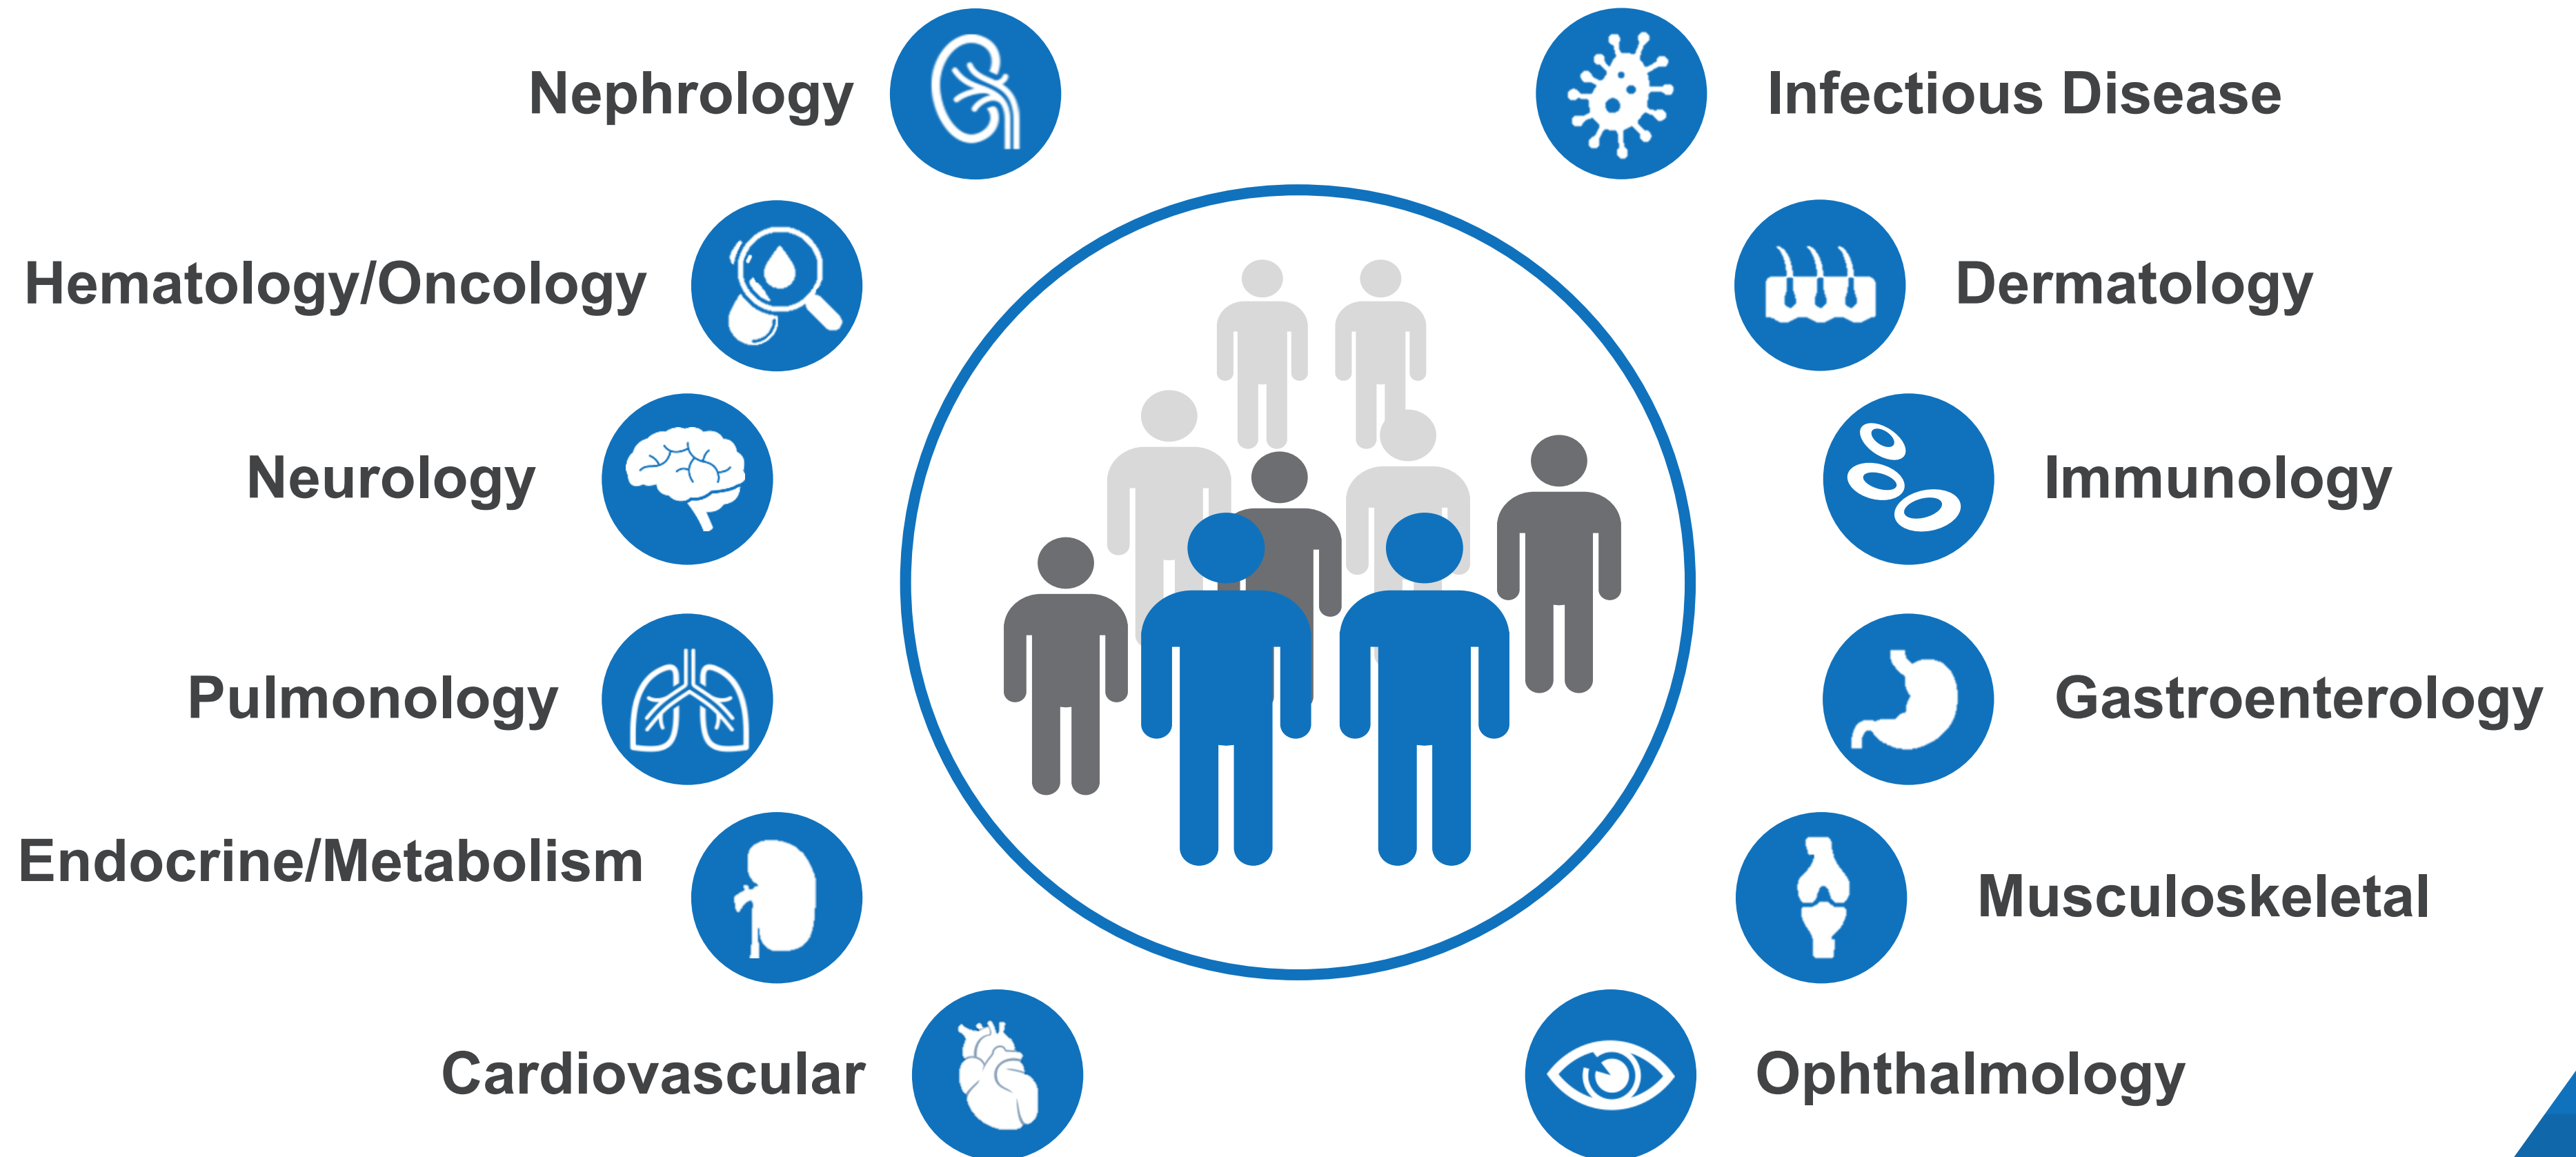 Nephrology
Infectious Disease
Hematology/Oncology
Dermatology
Neurology
Immunology
Pulmonology
Gastroenterology
Endocrine/Metabolism
Musculoskeletal
Cardiovascular
Ophthalmology